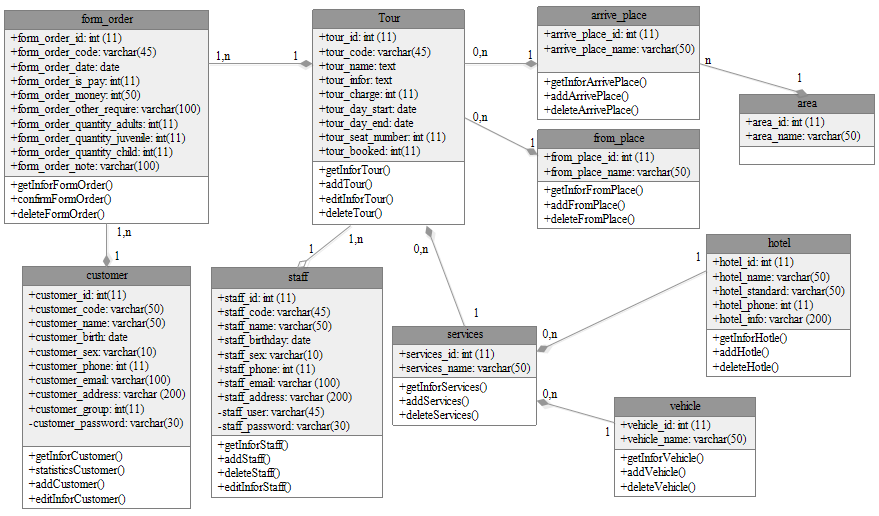 form_order
+form_order_id: int (11)
+form_order_code: varchar(45)
+form_order_date: date
+form_order_is_pay: int(11)
+form_order_money: int(50)
+form_order_other_require: varchar(100)
+form_order_quantity_adults: int(11)
+form_order_quantity_juvenile: int(11)
+form_order_quantity_child: int(11)
+form_order_note: varchar(100)
+getInforFormOrder()
+confirmFormOrder()
+deleteFormOrder()
1,n
1
Tour
+tour_id: int (11)
+tour_code: varchar(45)
+tour_name: text
+tour_infor: text
+tour_charge: int (11)
+tour_day_start: date
+tour_day_end: date
+tour_seat_number: int (11)
+tour_booked: int(11)
+getInforTour()
+addTour()
+editInforTour()
+deleteTour()
0,n
1
0,n
1
arrive_place
+arrive_place_id: int (11)
+arrive_place_name: varchar(50)
+getInforArrivePlace()
+addArrivePlace()
+deleteArrivePlace()
n
1
area
+area_id: int (11)
+area_name: varchar(50)
from_place
+from_place_id: int (11)
+from_place_name: varchar(50)
+getInforFromPlace()
+addFromPlace()
+deleteFromPlace()
1,n
1
customer
+customer_id: int(11)
+customer_code: varchar(50)
+customer_name: varchar(50)
+customer_birth: date
+customer_sex: varchar(10)
+customer_phone: int (11)
+customer_email: varchar(100)
+customer_address: varchar (200)
+customer_group: int(11)
-customer_password: varchar(30)
+getInforCustomer()
+statisticsCustomer()
+addCustomer()
+editInforCustomer()
1
1,n
staff
+staff_id: int (11)
+staff_code: varchar(45)
+staff_name: varchar(50)
+staff_birthday: date
+staff_sex: varchar(10)
+staff_phone: int (11)
+staff_email: varchar (100)
+staff_address: varchar (200)
-staff_user: varchar(45)
-staff_password: varchar(30)
+getInforStaff()
+addStaff()
+deleteStaff()
+editInforStaff()
0,n
1
services
+services_id: int (11)
+services_name: varchar(50)
+getInforServices()
+addServices()
+deleteServices()
0,n
1
0,n
1
hotel
+hotel_id: int (11)
+hotel_name: varchar(50)
+hotel_standard: varchar(50)
+hotel_phone: int (11)
+hotel_info: varchar (200)
+getInforHotle()
+addHotle()
+deleteHotle()
vehicle
+vehicle_id: int (11)
+vehicle_name: varchar(50)
+getInforVehicle()
+addVehicle()
+deleteVehicle()